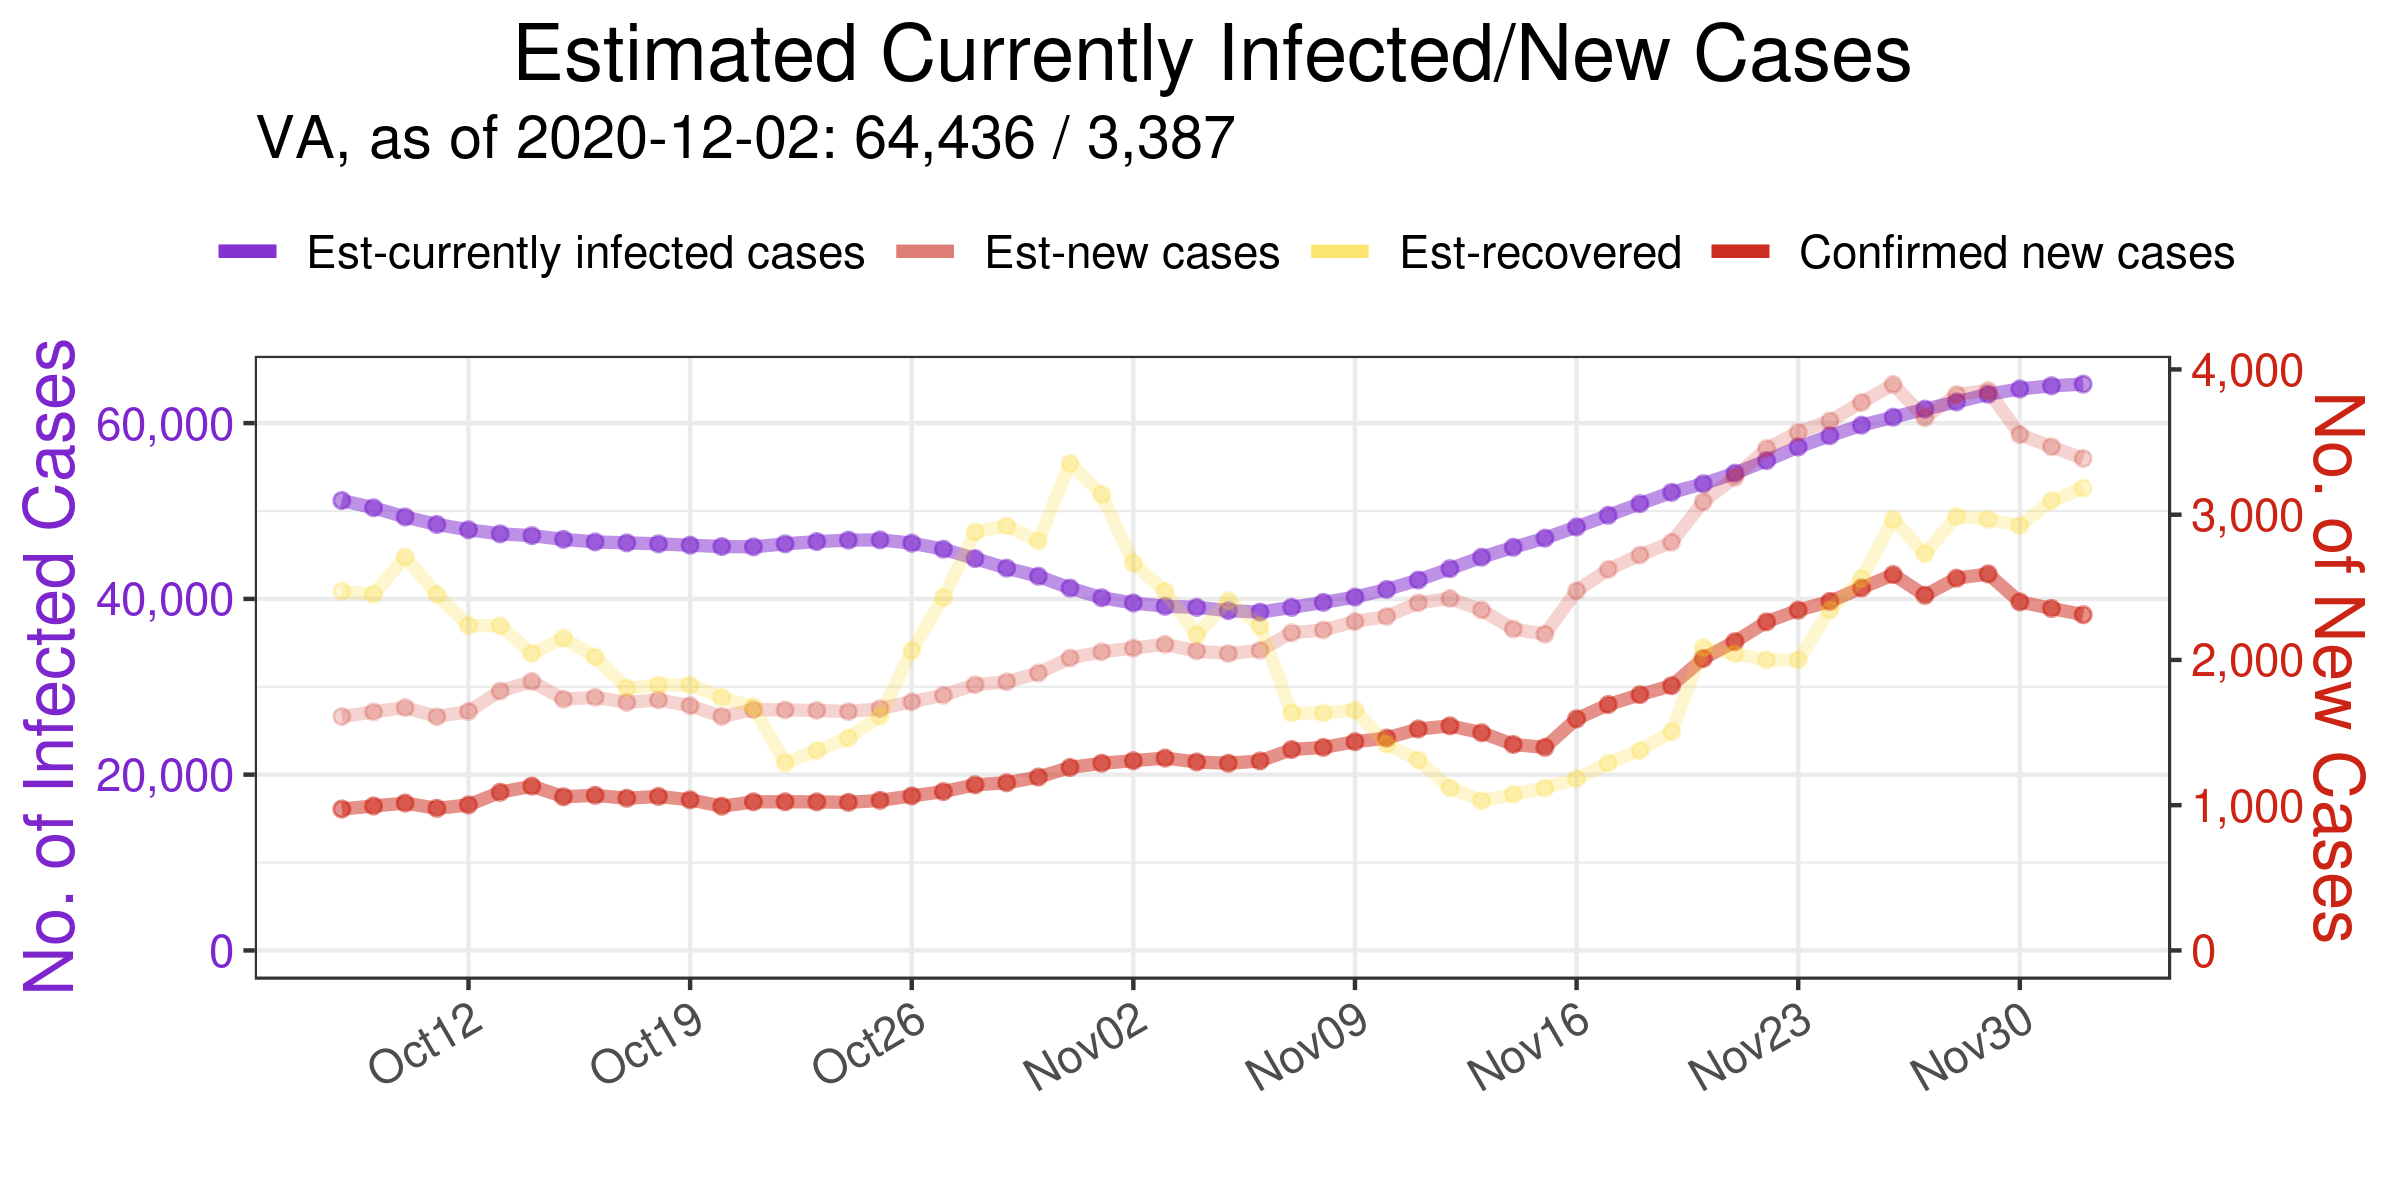 Estimated Currently Infected/New Cases
VA, as of 2020-12-02: 64,436 / 3,387
Est-currently infected cases Est-new cases Est-recovered Confirmed new cases
No. of Infected Cases
60,000
40,000
20,000
0
4,000
3,000
2,000
1,000
0
No. of New Cases
Oct12 Oct19 Oct26 Nov02 Nov09 Nov16 Nov23 Nov30